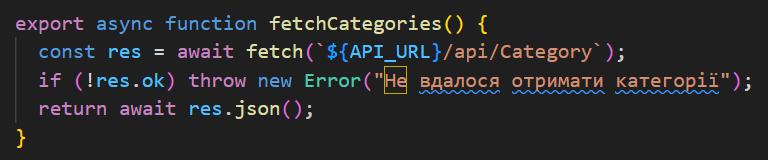 export async function fetchCategories() {
  const res = await fetch(`${API_URL}/api/Category`);
  if (!res.ok) throw new Error("Не вдалося отримати категорії");
  return await res.json();
}